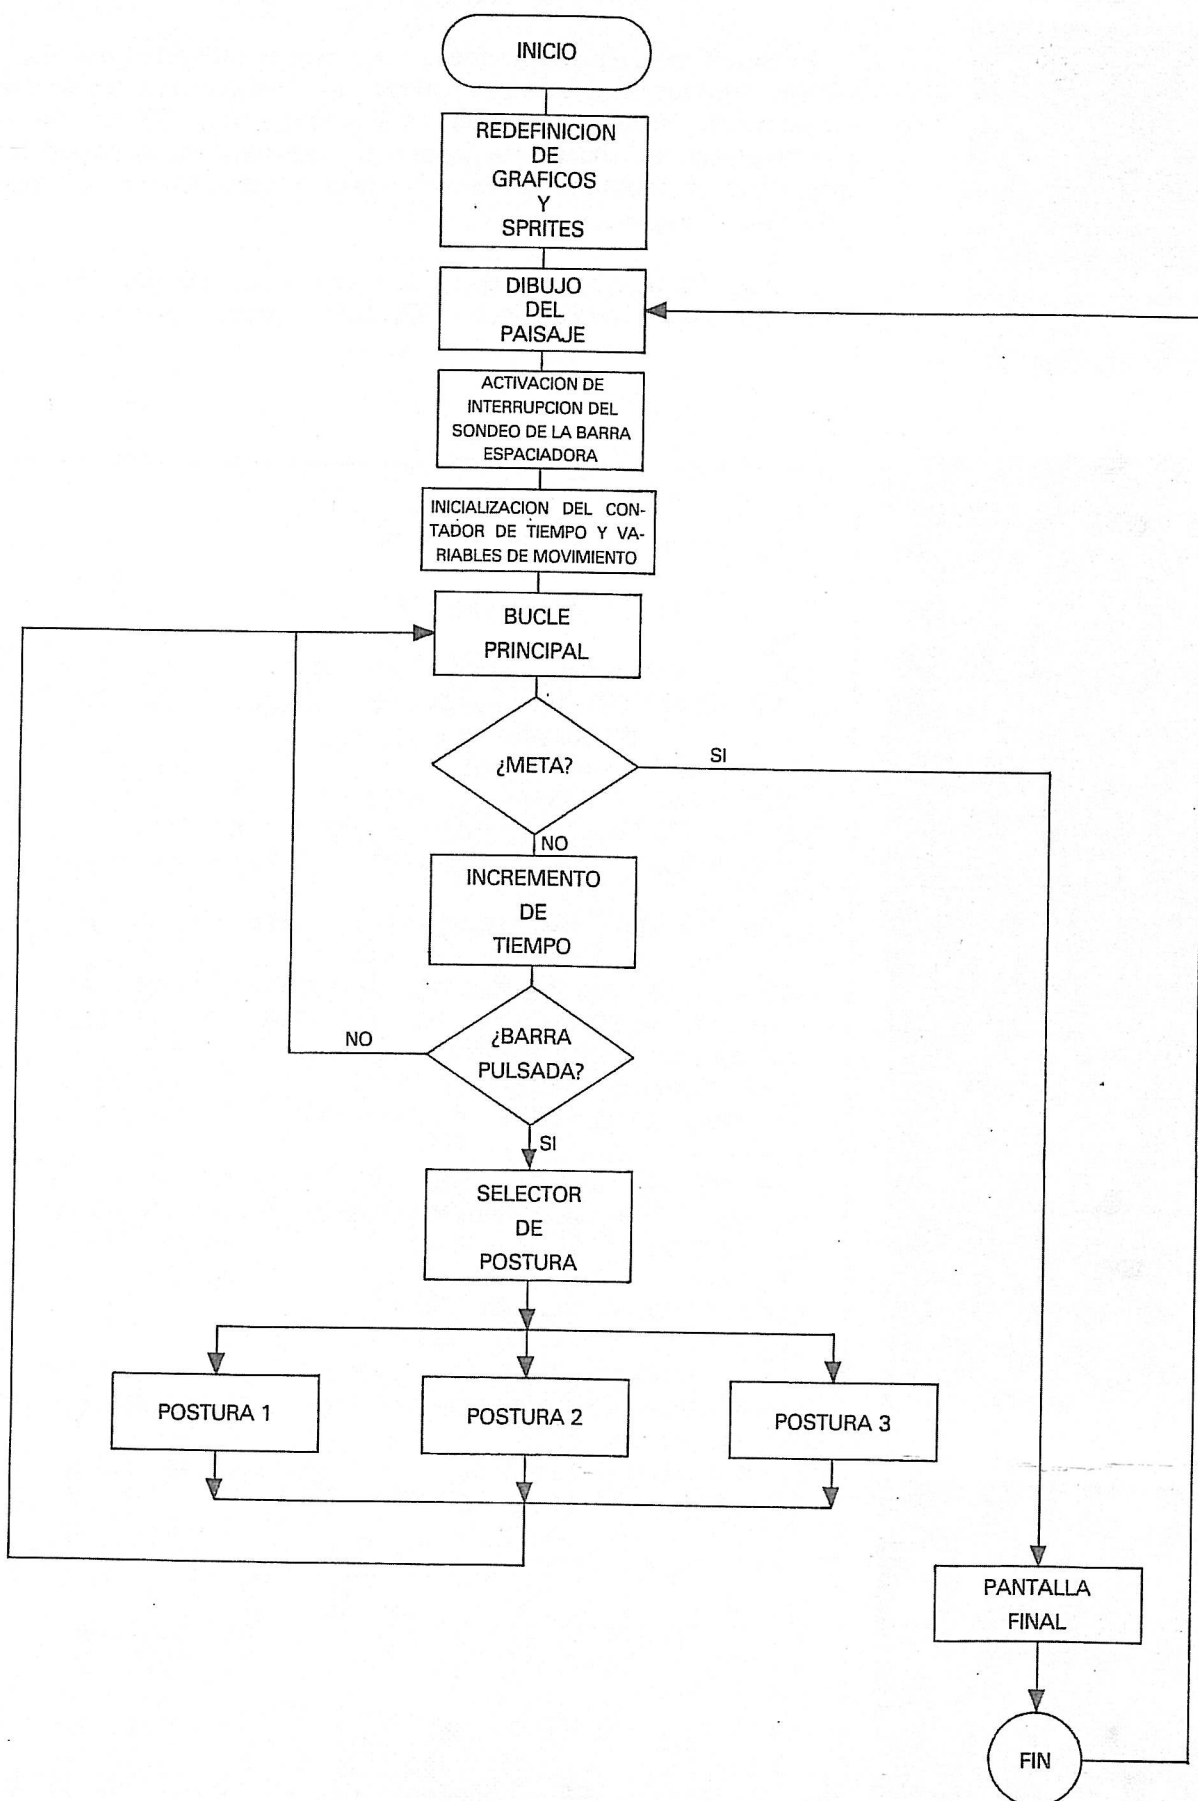 INICIO
REDEFINICION
DE
GRAFICOS
Y
SPRITES
DIBUJO
DEL
PAISAJE
ACTIVACION DE
INTERRUPCION DEL
SONDEO DE LA BARRA
ESPACIADORA
INICIALIZACION DEL CON-
TADOR DE TIEMPO Y VA-
RIABLES DE MOVIMIENTO
BUCLE
PRINCIPAL
¿META?
SI
NO
INCREMENTO
DE
TIEMPO
¿BARRA
PULSADA?
NO
SI
SELECTOR
DE
POSTURA
POSTURA 1
POSTURA 2
POSTURA 3
PANTALLA
FINAL
FIN